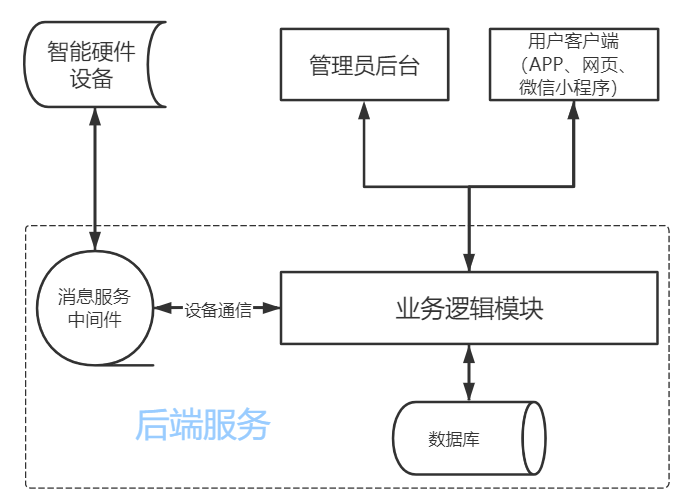 智能硬件
设备
管理员后台
用户客户端
（APP、网页、
微信小程序）
消息服务
中间件
设备通信
业务逻辑模块
后端服务
数据库